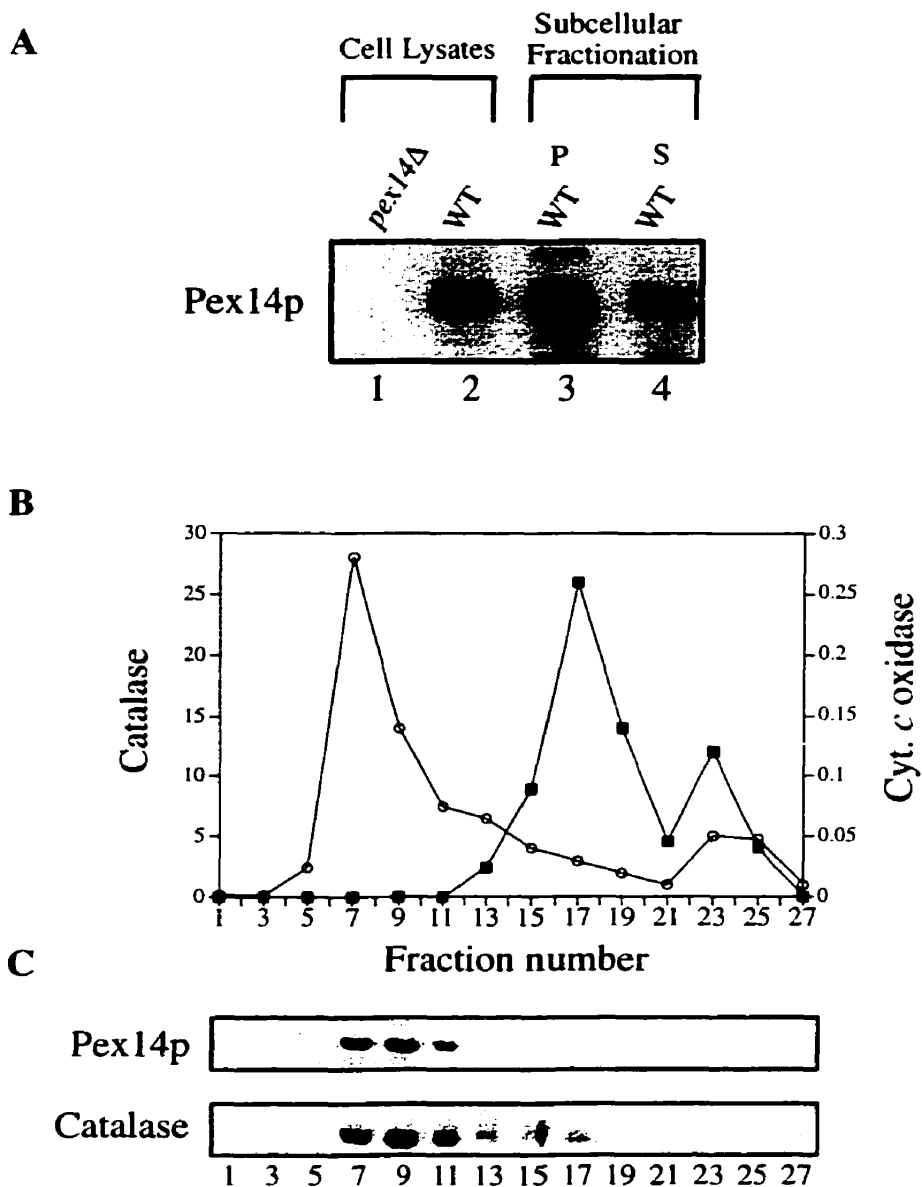 A
Cell Lysates
Subcellular
Fractionation
P S
pex14Δ WT WT WT
Pex14p
1 2 3 4
B
30 0.3
25 0.25
20 0.2
15 0.15
10 0.1
5 0.05
0 0
Catalase
Cyt. c oxidase
1 3 5 7 9 11 13 15 17 19 21 23 25 27
Fraction number
C
Pex14p
Catalase
1 3 5 7 9 11 13 15 17 19 21 23 25 27